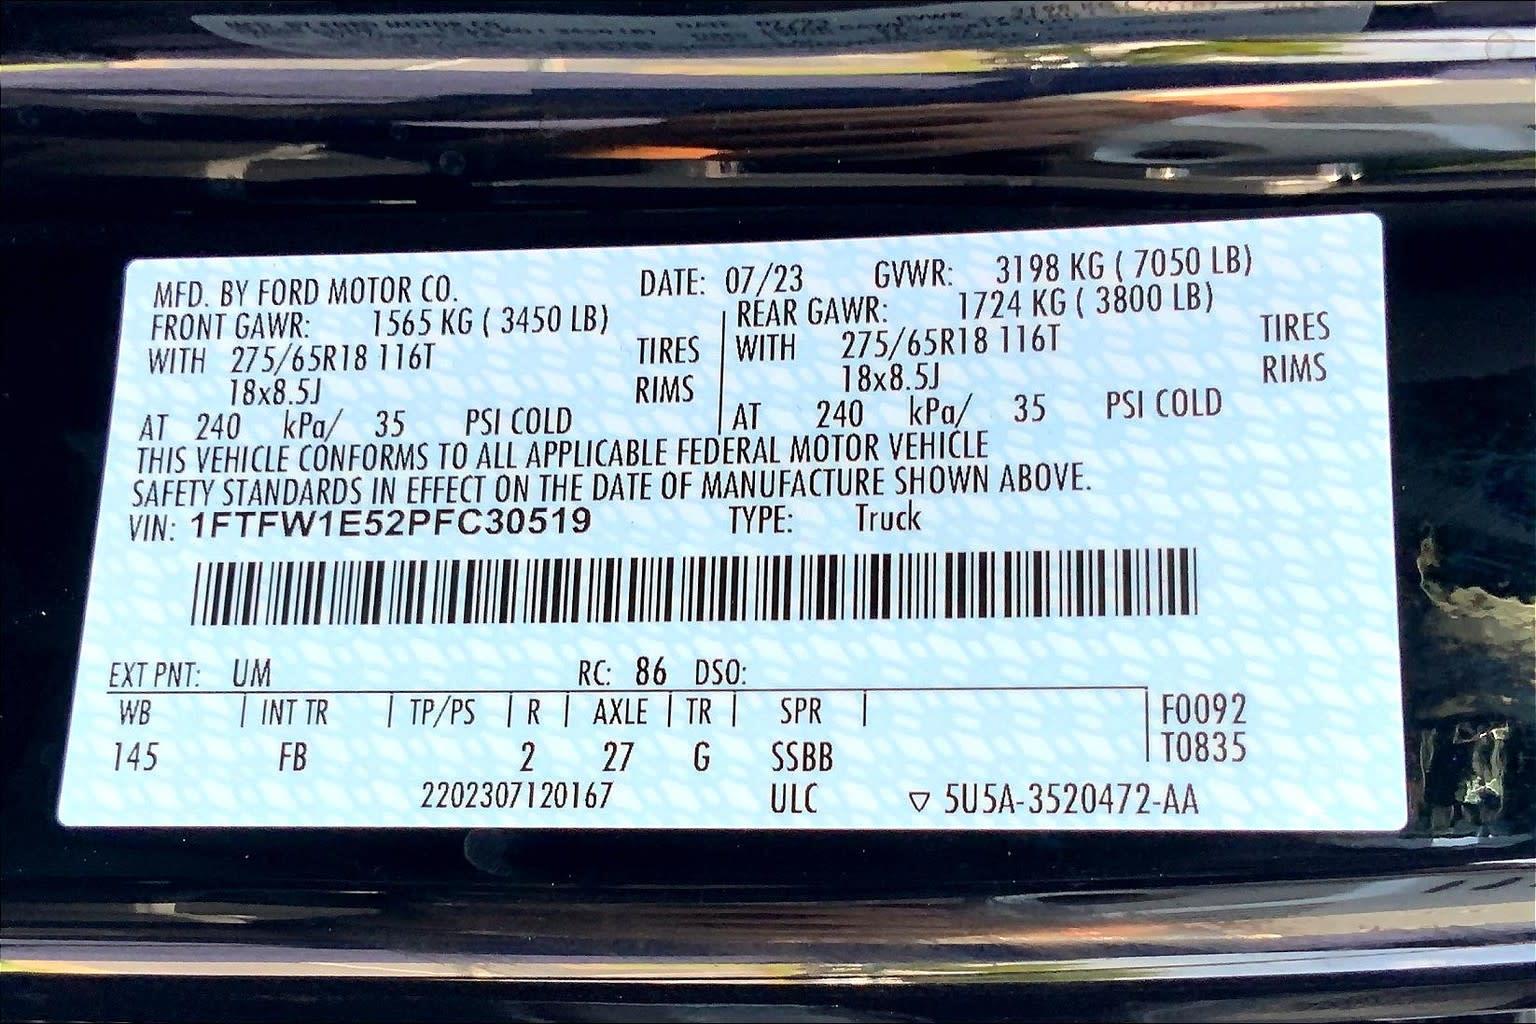 MFD. BY FORD MOTOR CO. DATE: 07/23 GVWR: 3198 KG ( 7050 LB)
FRONT GAWR: 1565 KG ( 3450 LB) REAR GAWR: 1724 KG ( 3800 LB)
WITH 275/65R18 116T TIRES WITH 275/65R18 116T TIRES
18x8.5J RIMS 18x8.5J RIMS
AT 240 kPa/ 35 PSI COLD AT 240 kPa/ 35 PSI COLD
THIS VEHICLE CONFORMS TO ALL APPLICABLE FEDERAL MOTOR VEHICLE
SAFETY STANDARDS IN EFFECT ON THE DATE OF MANUFACTURE SHOWN ABOVE.
VIN: 1FTFW1E52PFC30519 TYPE: Truck
EXT PNT: UM RC: 86 DSO:
WB INT TR TP/PS R AXLE TR SPR F0092
145 FB 2 27 G SSBB T0835
2202307120167 ULC ▽ 5U5A-3520472-AA